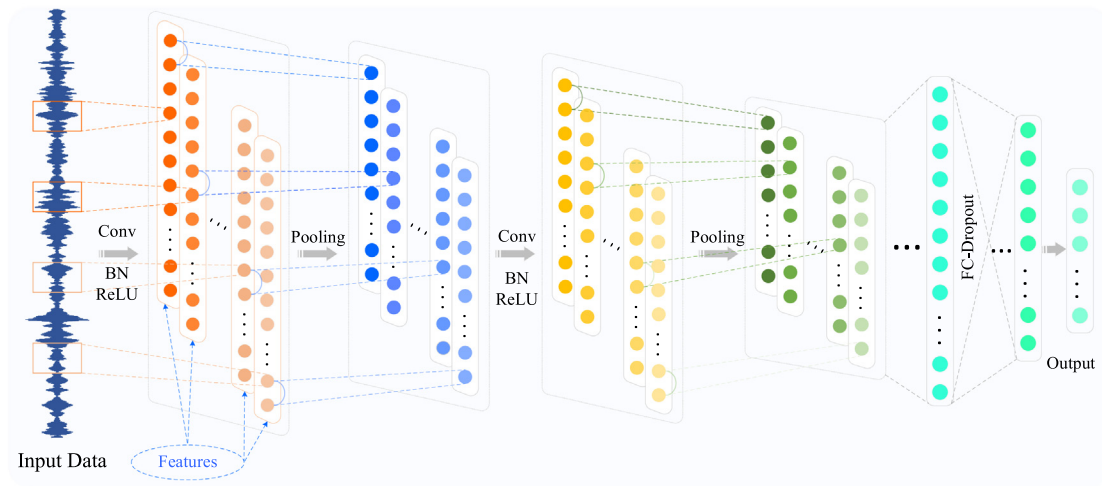 Conv
BN
ReLU
Pooling
Conv
BN
ReLU
Pooling
FC-Dropout
Output
Input Data
Features